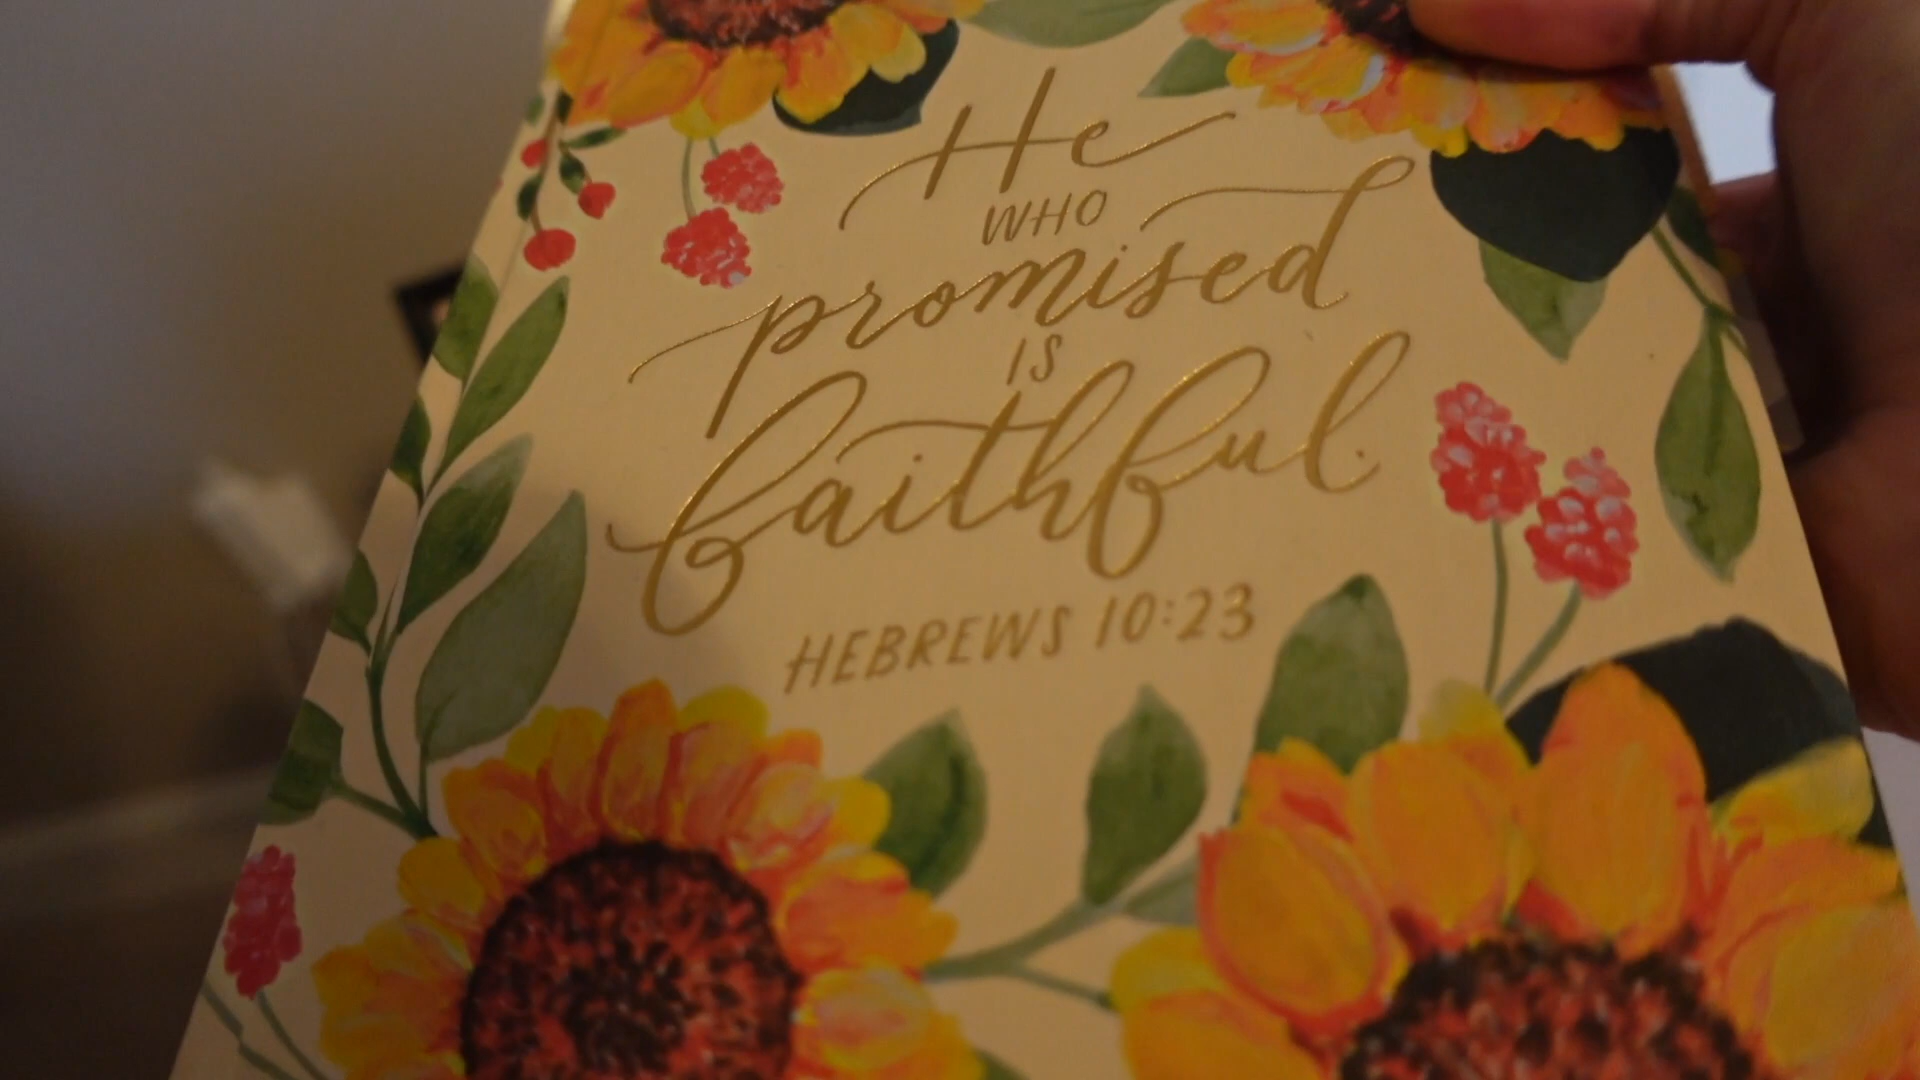 He
WHO
promised
IS
faithful.
HEBREWS 10:23